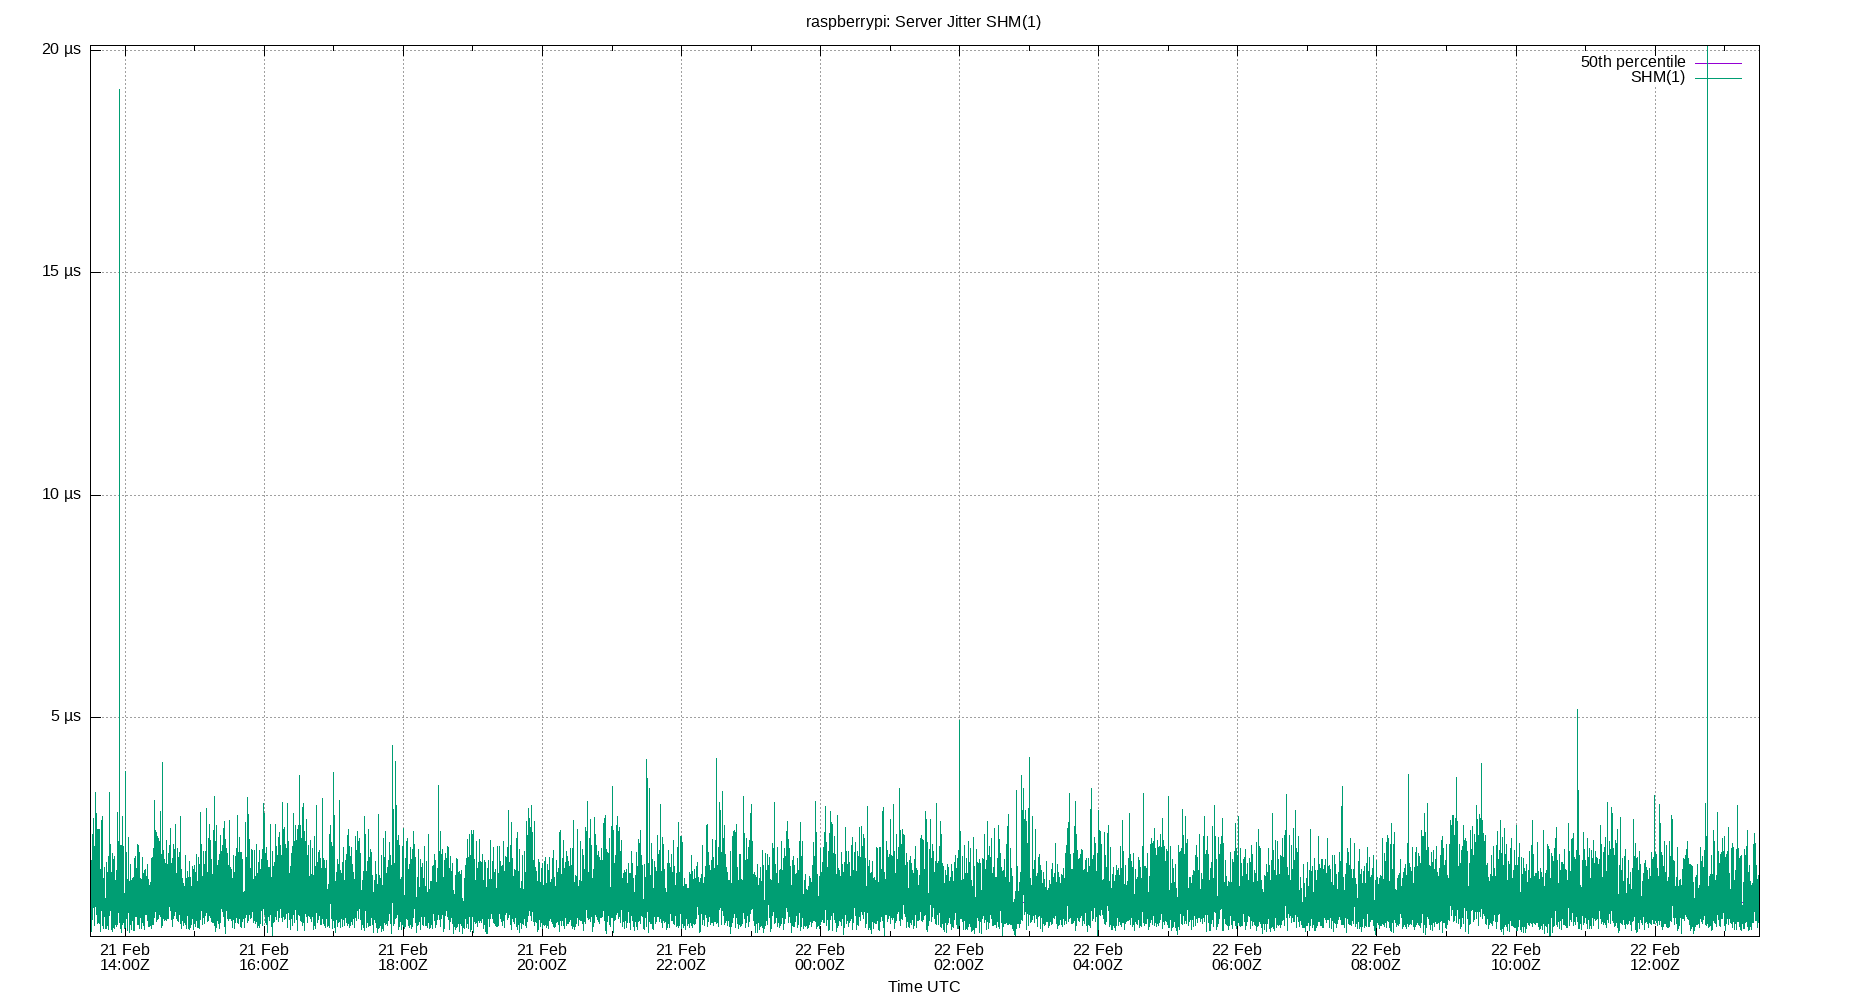 raspberrypi: Server Jitter SHM(1)
20 µs
50th percentile
SHM(1)
15 µs
10 µs
5 µs
21 Feb 21 Feb 21 Feb 21 Feb 21 Feb 22 Feb 22 Feb 22 Feb 22 Feb 22 Feb 22 Feb 22 Feb
14:00Z 16:00Z 18:00Z 20:00Z 22:00Z 00:00Z 02:00Z 04:00Z 06:00Z 08:00Z 10:00Z 12:00Z
Time UTC